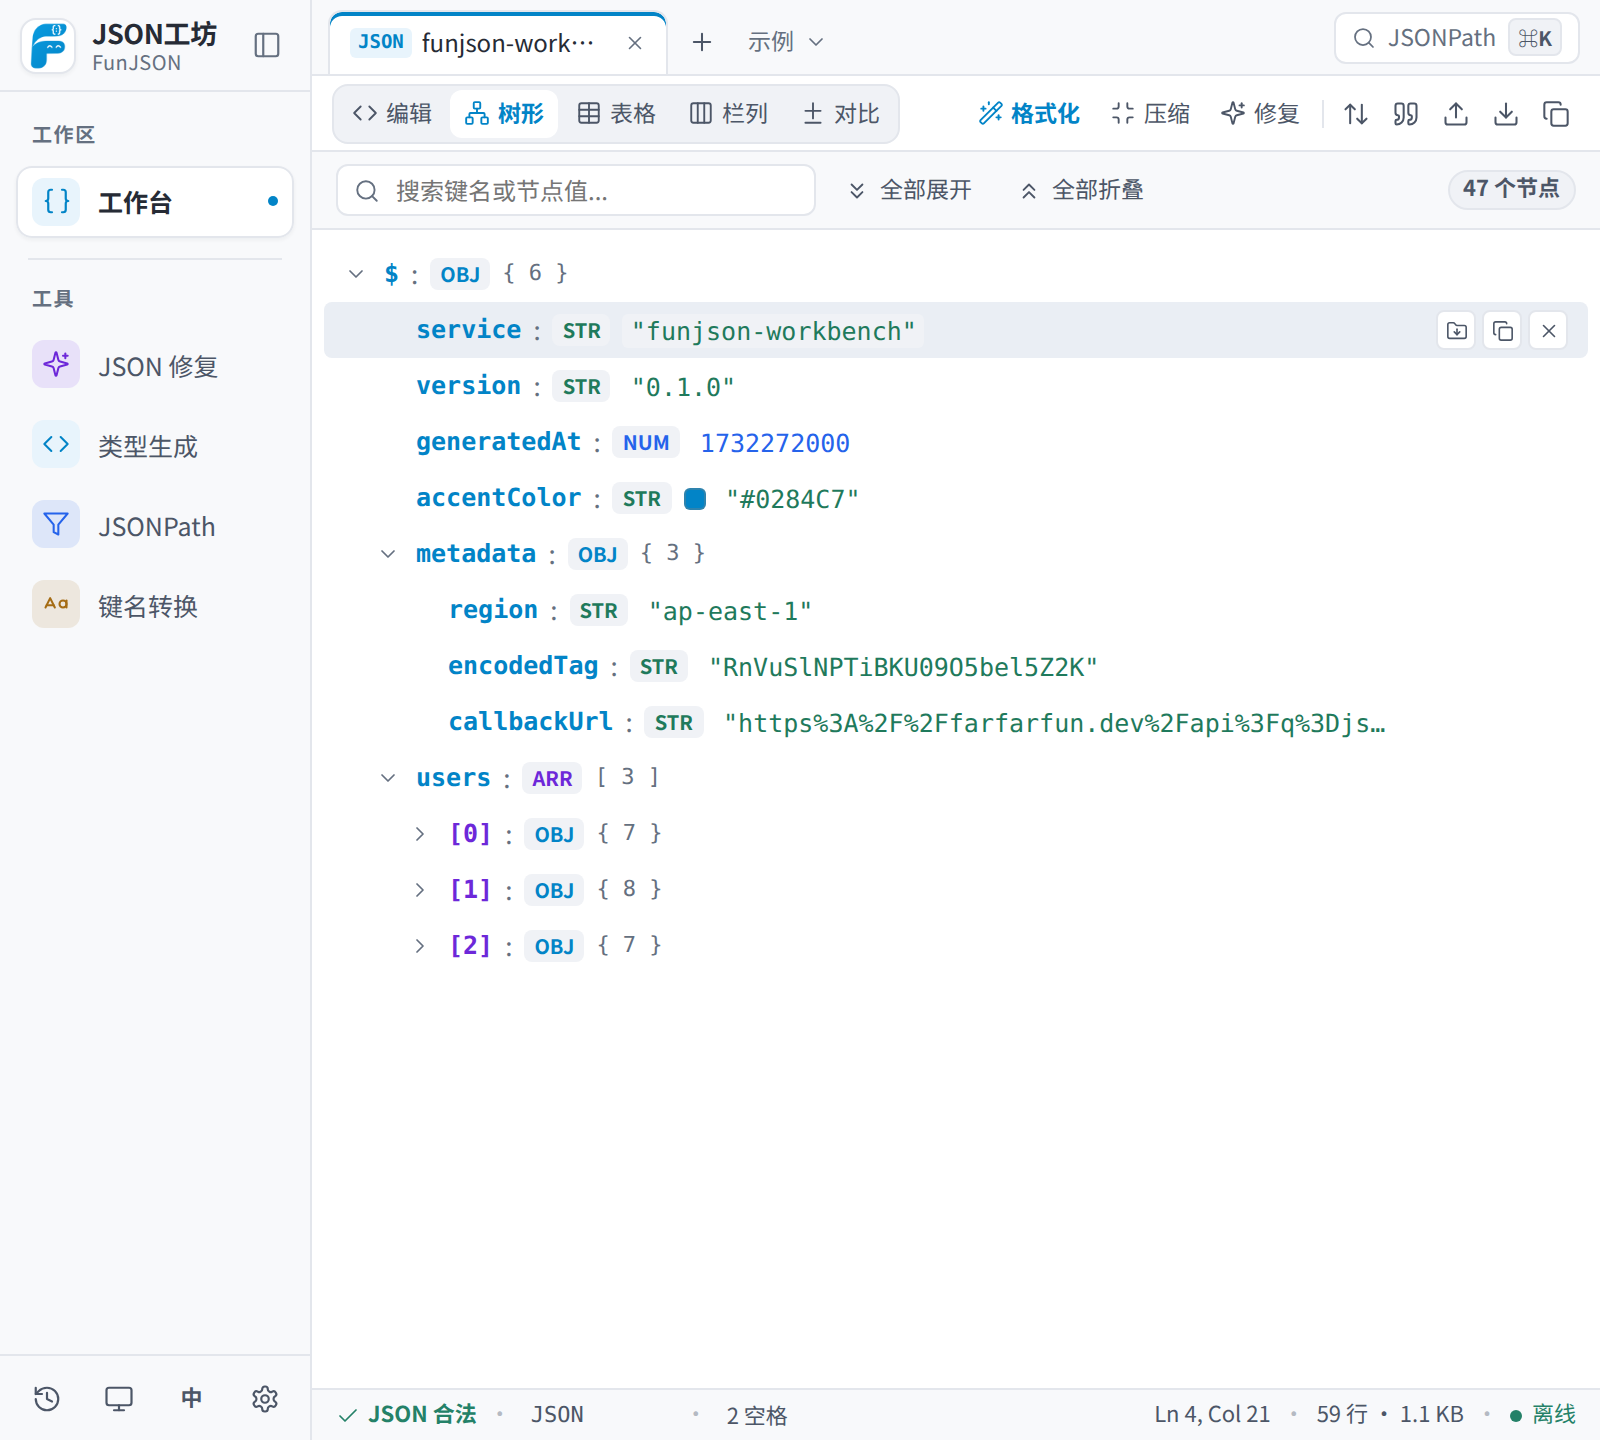 JSON工坊
FunJSON
工作区
工作台
工具
JSON 修复
类型生成
JSONPath
Aa 键名转换
中
JSON funjson-work··· 示例 JSONPath ⌘K
编辑 树形 表格 栏列 对比 格式化 压缩 修复
搜索键名或节点值... 全部展开 全部折叠 47 个节点
$ : OBJ { 6 }
service : STR "funjson-workbench"
version : STR "0.1.0"
generatedAt : NUM 1732272000
accentColor : STR "#0284C7"
metadata : OBJ { 3 }
region : STR "ap-east-1"
encodedTag : STR "RnVuSlNPTiBKU09O5bel5Z2K"
callbackUrl : STR "https%3A%2F%2Ffarfarfun.dev%2Fapi%3Fq%3Djs…
users : ARR [ 3 ]
[0] : OBJ { 7 }
[1] : OBJ { 8 }
[2] : OBJ { 7 }
JSON 合法 • JSON • 2 空格 Ln 4, Col 21 • 59 行 • 1.1 KB • 离线